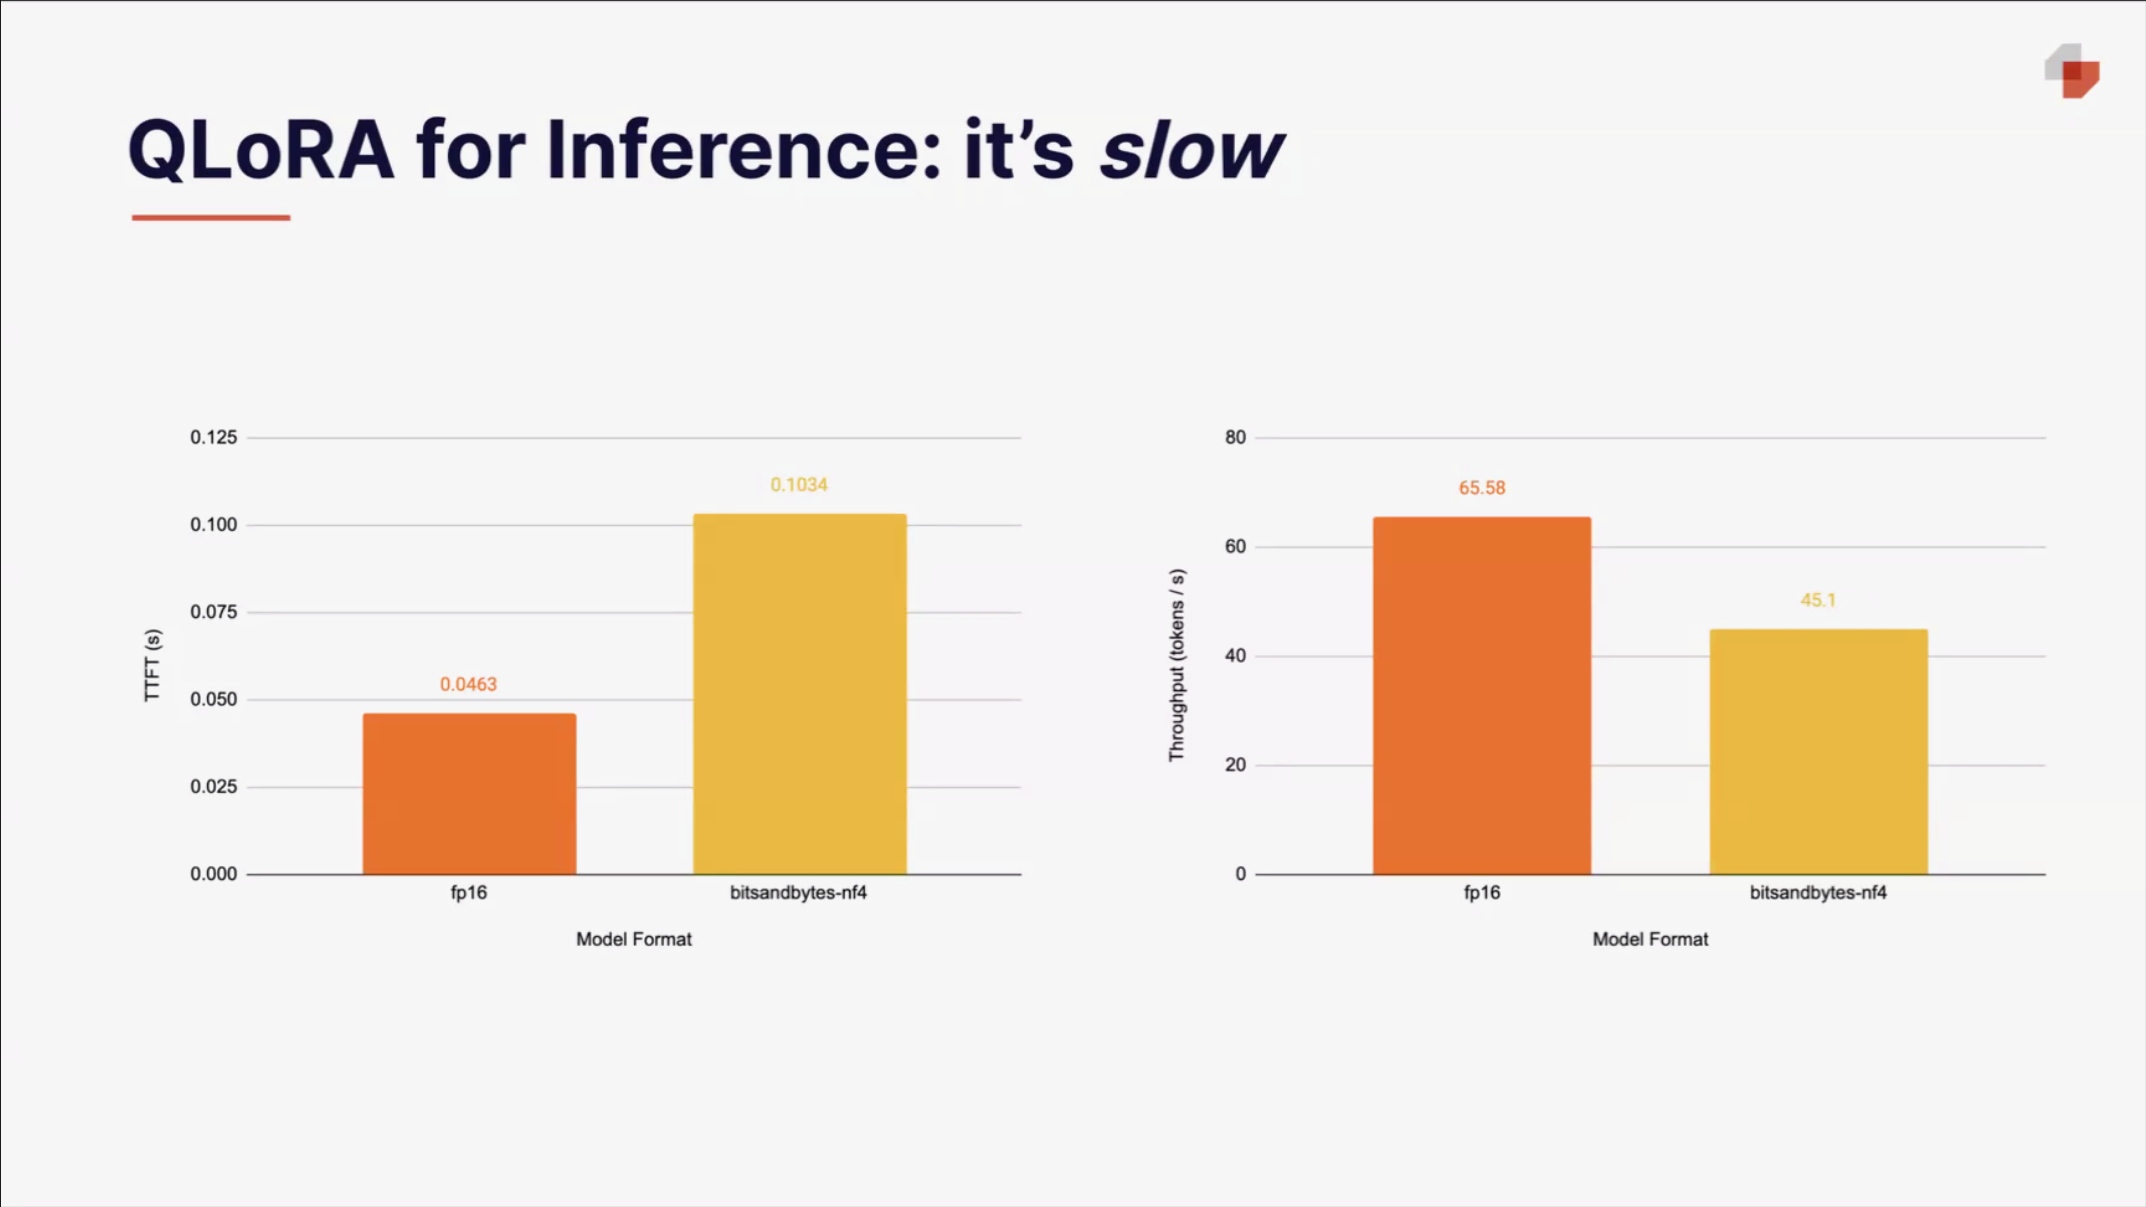 QLoRA for Inference: it’s slow
0.125
0.100
0.075
0.050
0.025
0.000
TTFT (s)
0.0463
0.1034
fp16
bitsandbytes-nf4
Model Format
80
60
40
20
0
Throughput (tokens / s)
65.58
45.1
fp16
bitsandbytes-nf4
Model Format